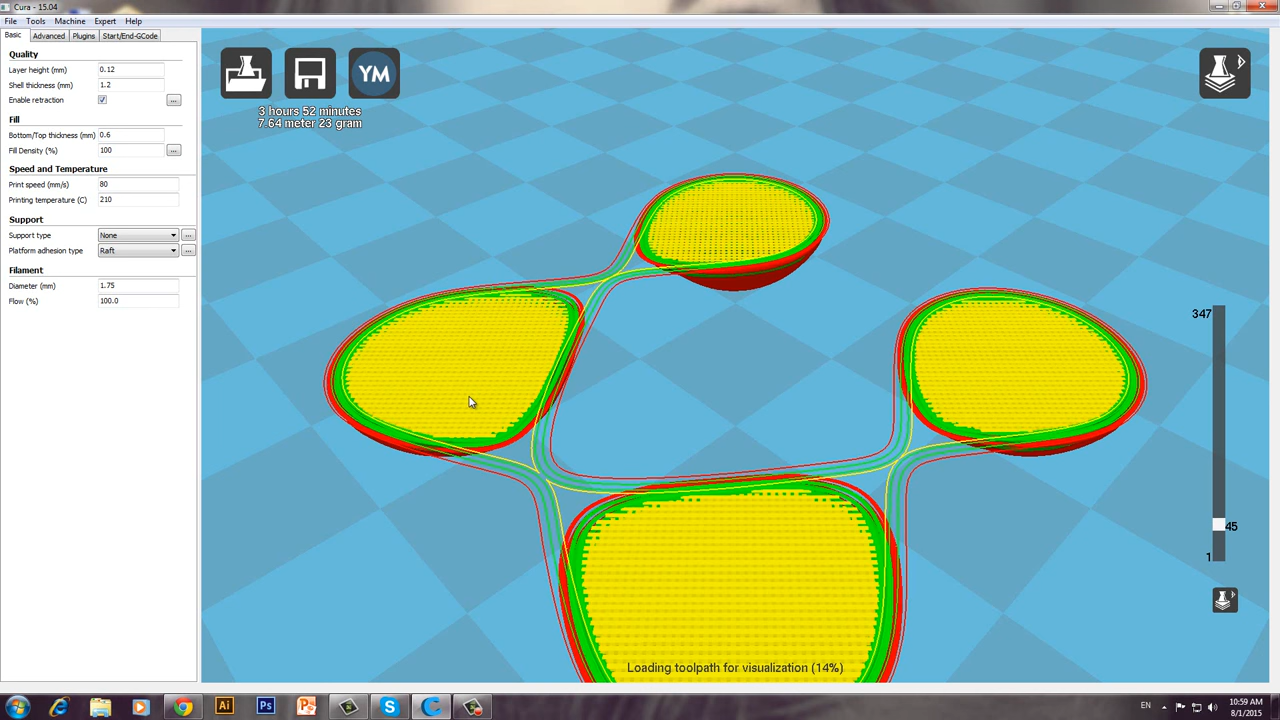 Cura - 15.04
File Tools Machine Expert Help
Basic Advanced Plugins Start/End-GCode
Quality
Layer height (mm) 0.12
Shell thickness (mm) 1.2
Enable retraction ...
Fill
Bottom/Top thickness (mm) 0.6
Fill Density (%) 100 ...
Speed and Temperature
Print speed (mm/s) 80
Printing temperature (C) 210
Support
Support type None ...
Platform adhesion type Raft ...
Filament
Diameter (mm) 1.75
Flow (%) 100.0
YM
3 hours 52 minutes
7.64 meter 23 gram
347
45
1
Loading toolpath for visualization (14%)
Ai Ps P S C
EN
10:59 AM
8/1/2015